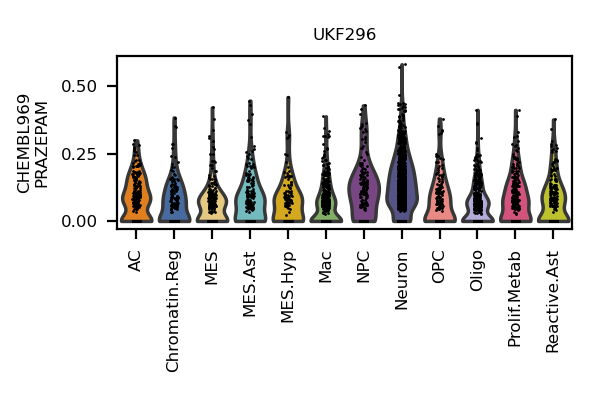 UKF296
CHEMBL969
PRAZEPAM
0.50
0.25
0.00
AC
Chromatin.Reg
MES
MES.Ast
MES.Hyp
Mac
NPC
Neuron
OPC
Oligo
Prolif.Metab
Reactive.Ast